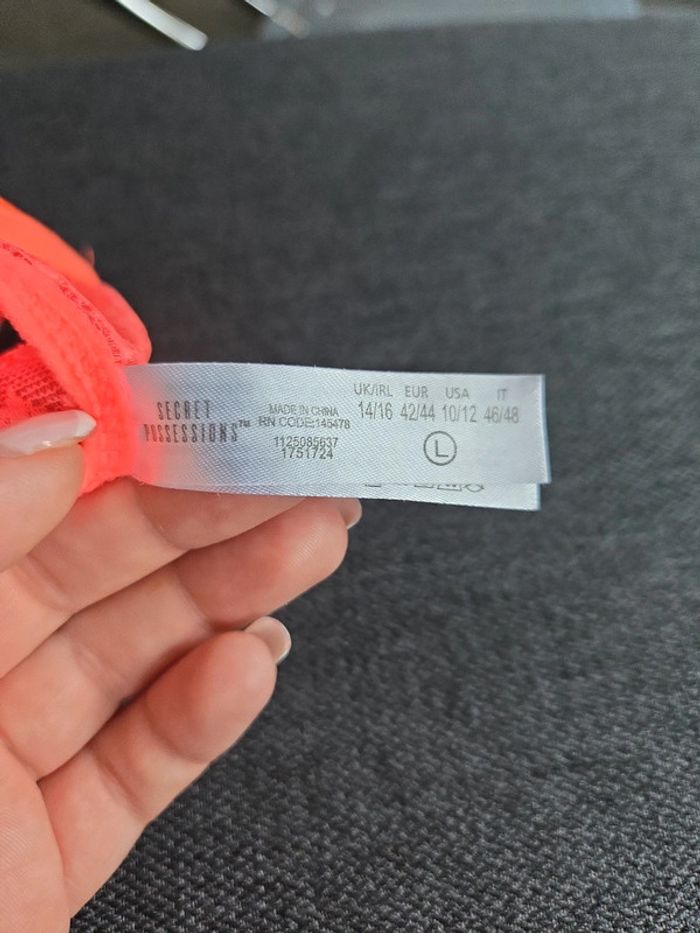 SECRET
POSSESSIONS™
MADE IN CHINA
RN CODE:145478
1125085637
1751724
UK/IRL EUR USA IT
14/16 42/44 10/12 46/48
L